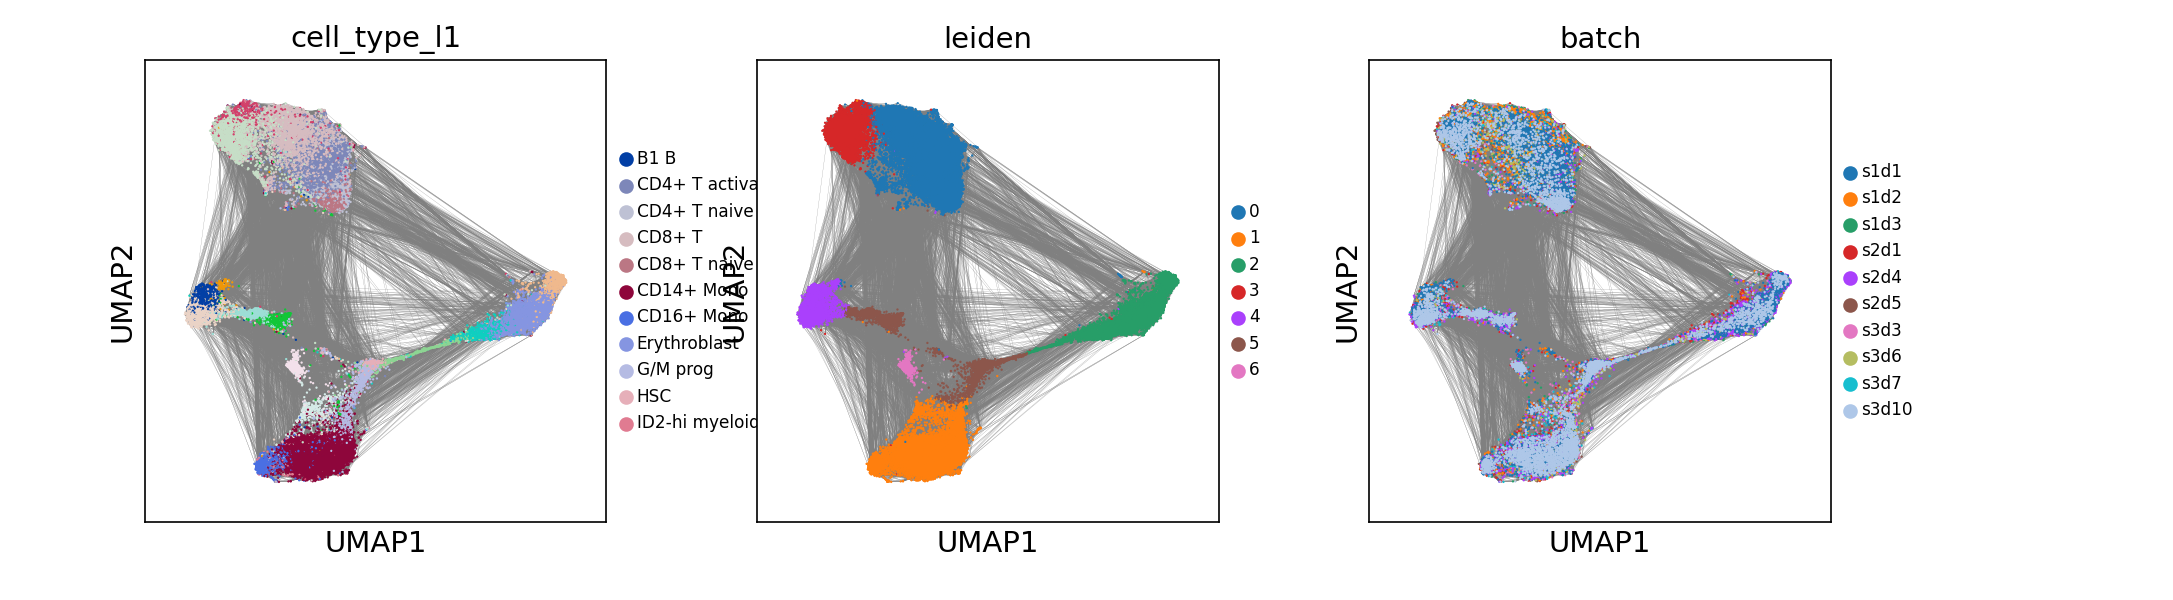 cell_type_l1
UMAP2
UMAP1
B1 B
CD4+ T activa
CD4+ T naive
CD8+ T
CD8+ T naive
CD14+ Mono
CD16+ Mono
Erythroblast
G/M prog
HSC
ID2-hi myeloid
leiden
UMAP2
UMAP1
0
1
2
3
4
5
6
batch
UMAP2
UMAP1
s1d1
s1d2
s1d3
s2d1
s2d4
s2d5
s3d3
s3d6
s3d7
s3d10